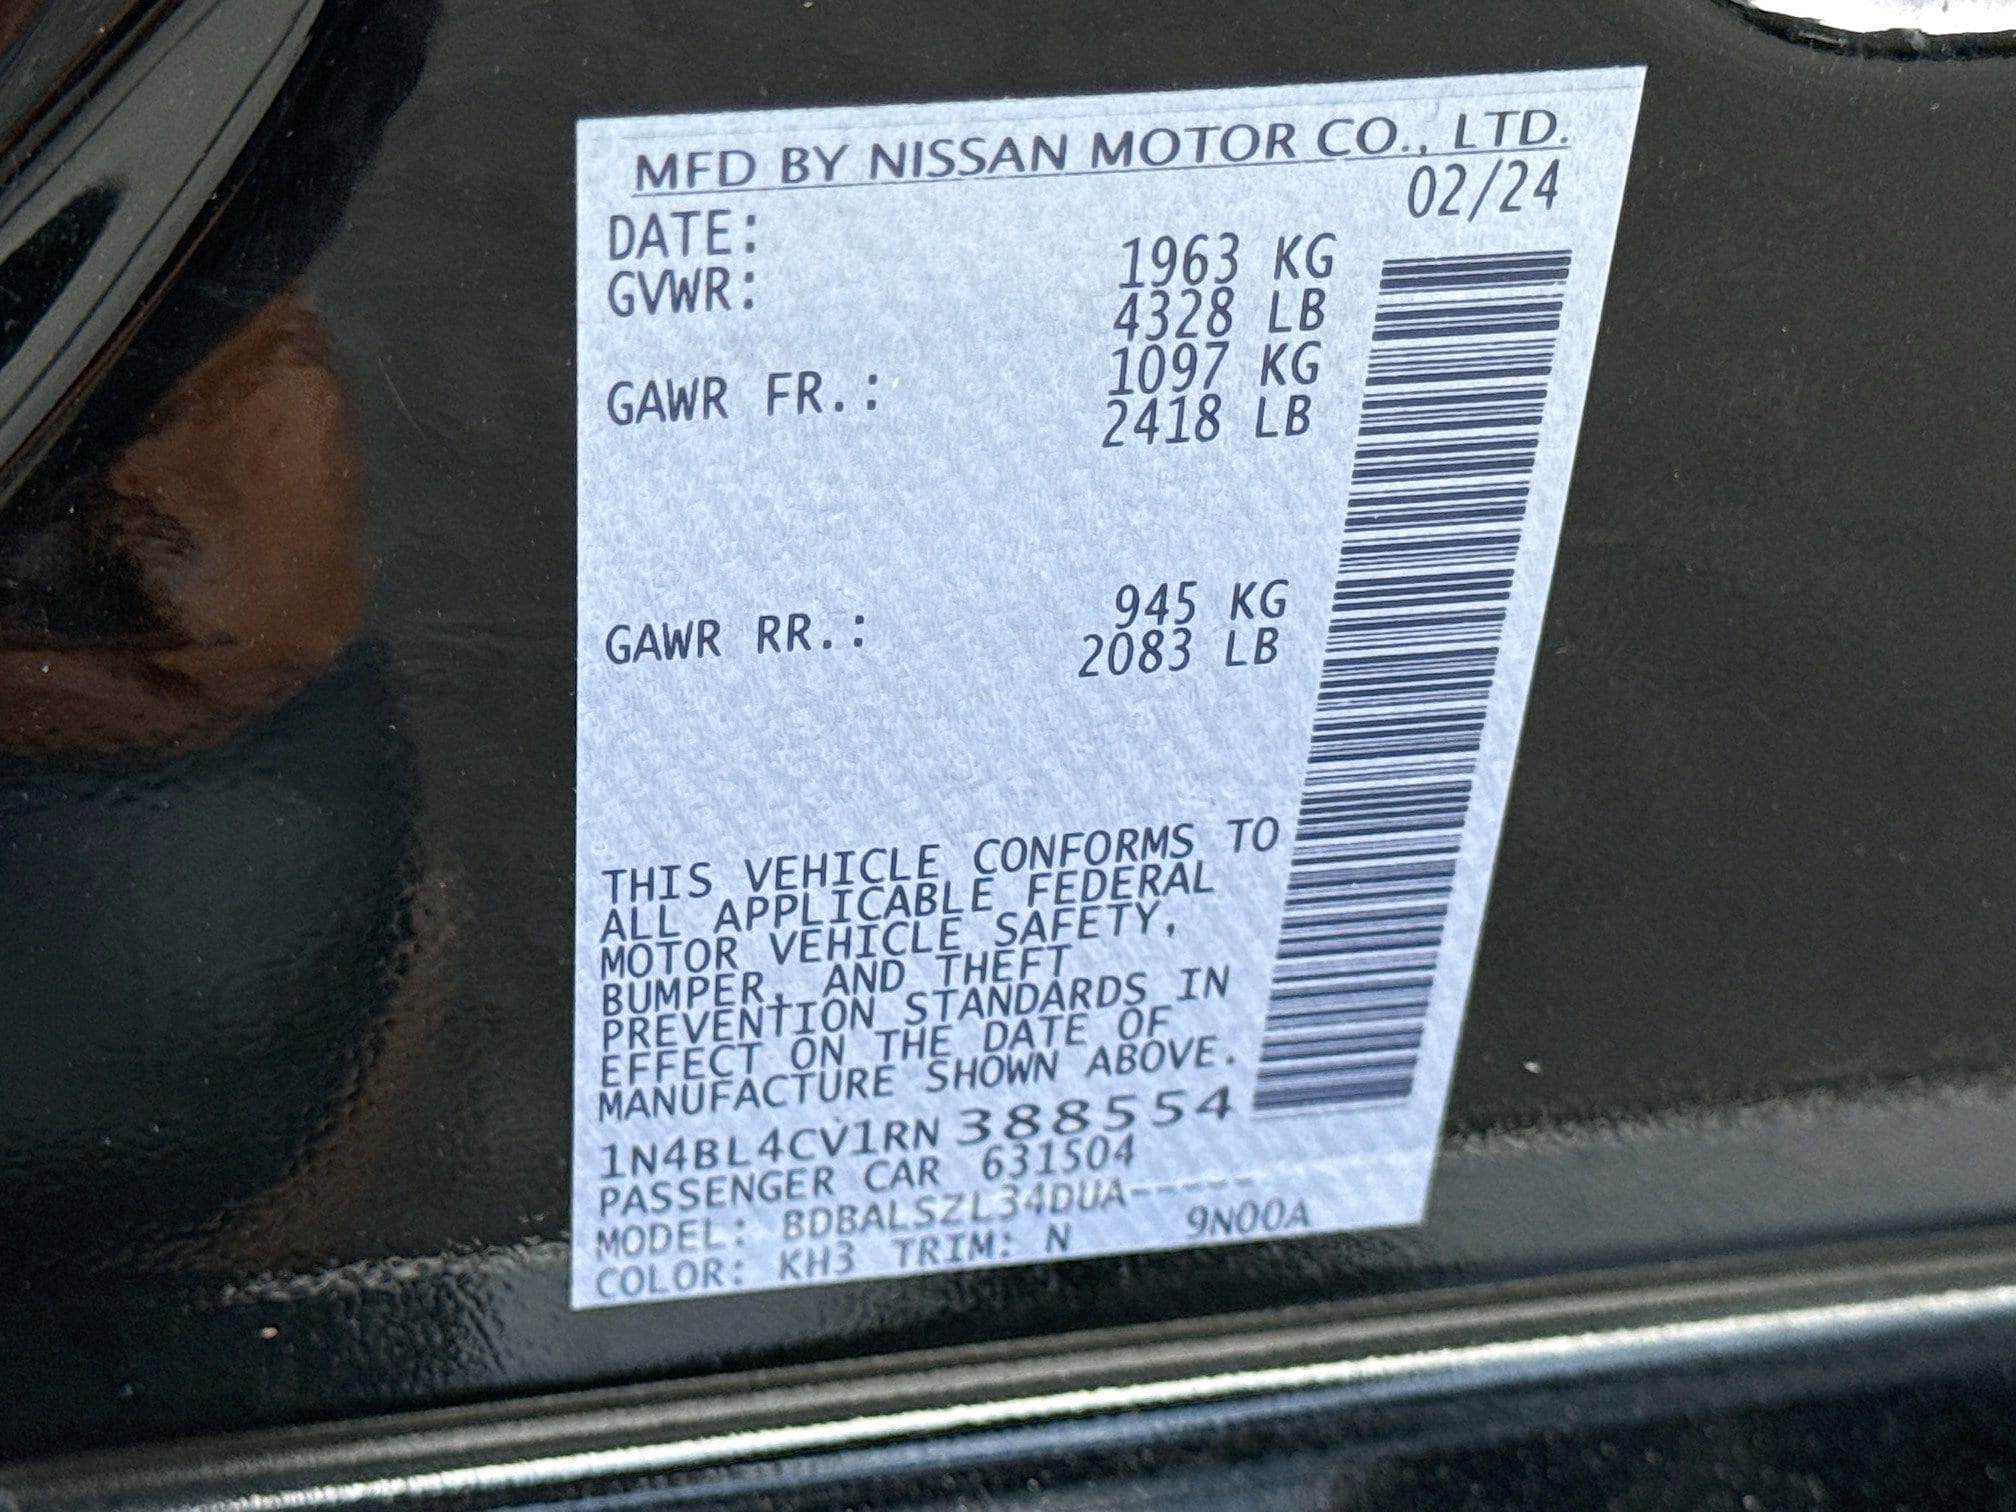 MFD BY NISSAN MOTOR CO., LTD.
DATE: 02/24
GVWR: 1963 KG
4328 LB
GAWR FR.: 1097 KG
2418 LB
GAWR RR.: 945 KG
2083 LB
THIS VEHICLE CONFORMS TO
ALL APPLICABLE FEDERAL
MOTOR VEHICLE SAFETY,
BUMPER, AND THEFT
PREVENTION STANDARDS IN
EFFECT ON THE DATE OF
MANUFACTURE SHOWN ABOVE.
1N4BL4CV1RN388554
PASSENGER CAR 631504
MODEL: BDBALSZL34DUA-----
COLOR: KH3 TRIM: N 9N00A